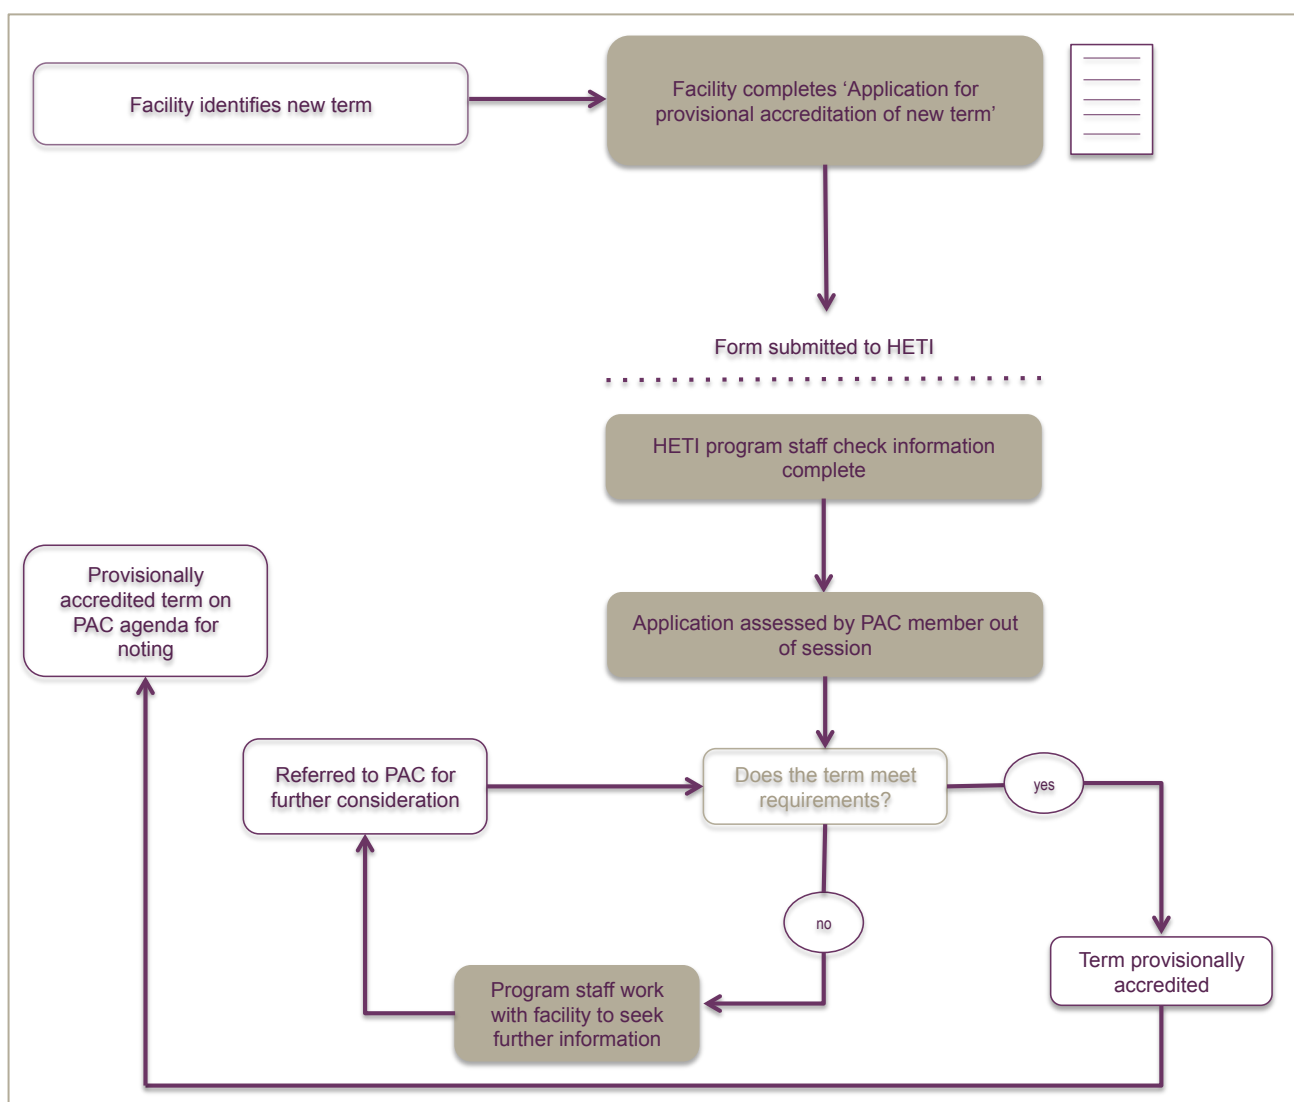 Facility identifies new term
Facility completes ‘Application for
provisional accreditation of new term’
Form submitted to HETI
HETI program staff check information
complete
Provisionally
accredited term on
PAC agenda for
noting
Application assessed by PAC member out
of session
Referred to PAC for
further consideration
Does the term meet
requirements?
yes
no
Term provisionally
accredited
Program staff work
with facility to seek
further information